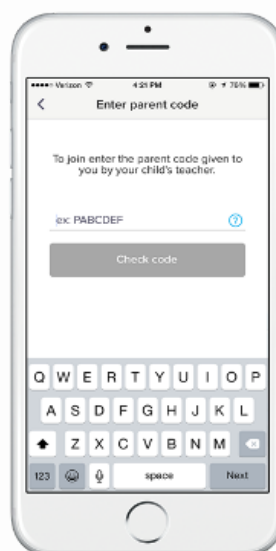 Verizon 4:21 PM 76%
Enter parent code
To join enter the parent code given to
you by your child's teacher.
ex: PABCDEF ?
Check code
Q W E R T Y U I O P
A S D F G H J K L
Z X C V B N M
123 space Next